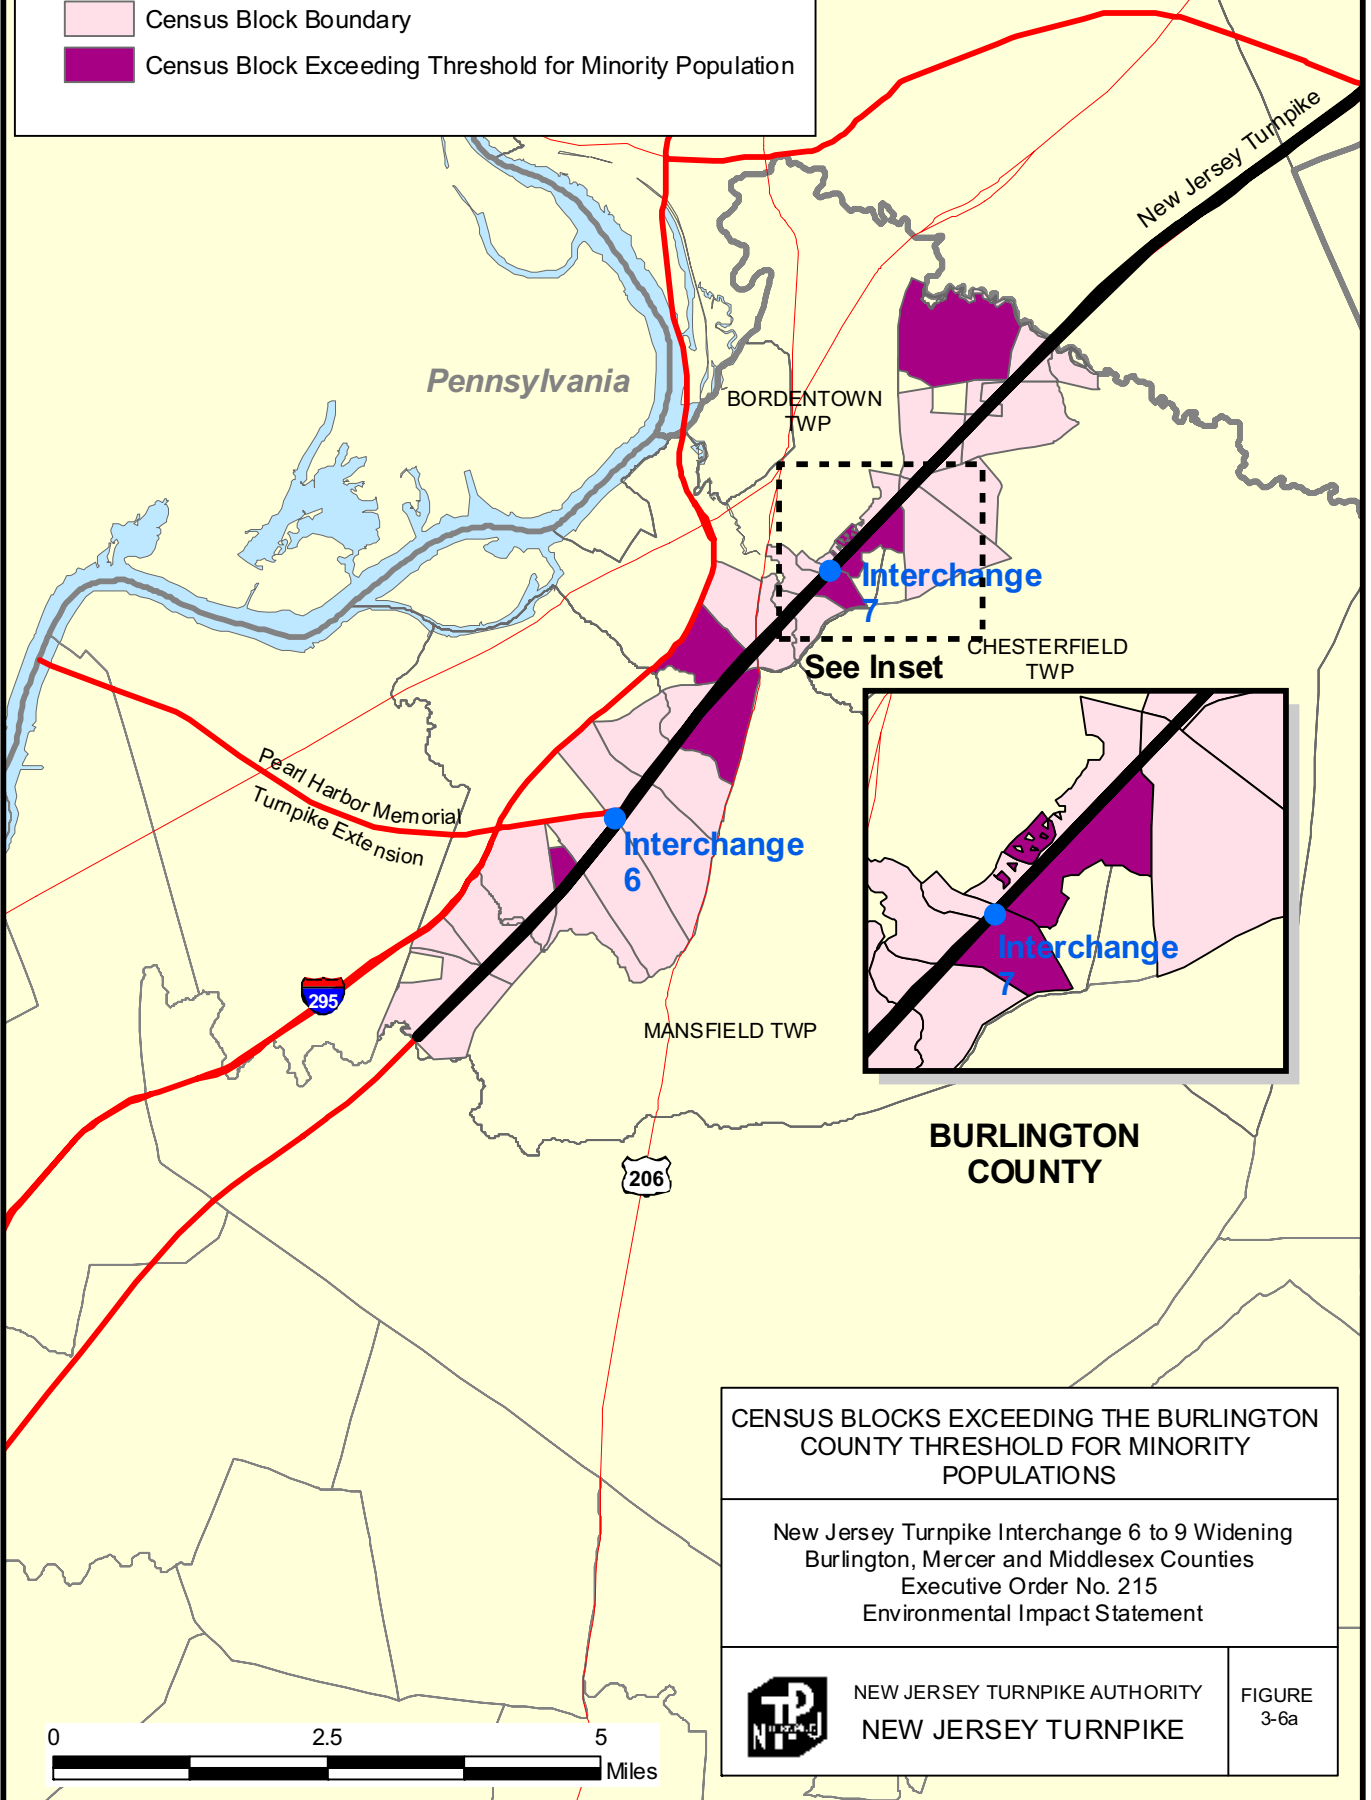 Census Block Boundary
Census Block Exceeding Threshold for Minority Population
New Jersey Turnpike
Pennsylvania
BORDENTOWN
TWP
Interchange
7
See Inset
CHESTERFIELD
TWP
Pearl Harbor Memorial
Turnpike Extension
Interchange
6
Interchange
7
295
MANSFIELD TWP
BURLINGTON
COUNTY
206
CENSUS BLOCKS EXCEEDING THE BURLINGTON
COUNTY THRESHOLD FOR MINORITY
POPULATIONS
New Jersey Turnpike Interchange 6 to 9 Widening
Burlington, Mercer and Middlesex Counties
Executive Order No. 215
Environmental Impact Statement
NEW JERSEY TURNPIKE AUTHORITY
NEW JERSEY TURNPIKE
FIGURE
3-6a
0 2.5 5
Miles